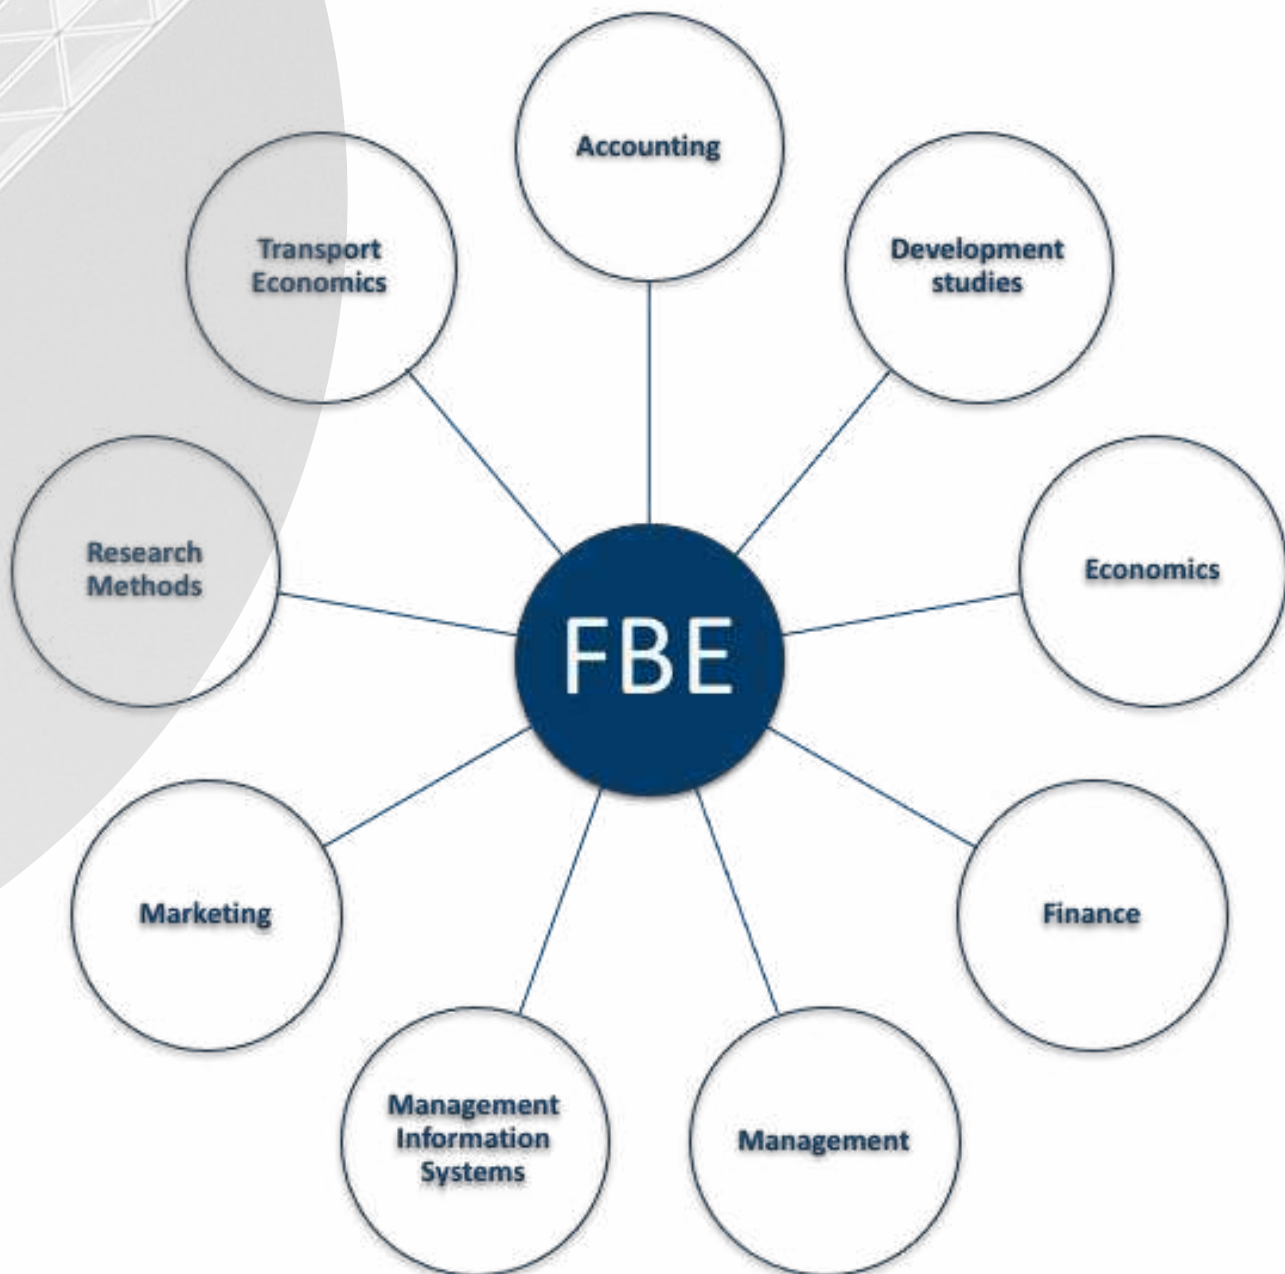 Accounting
Development
studies
Economics
Finance
Management
Management
Information
Systems
Marketing
Research
Methods
Transport
Economics
FBE